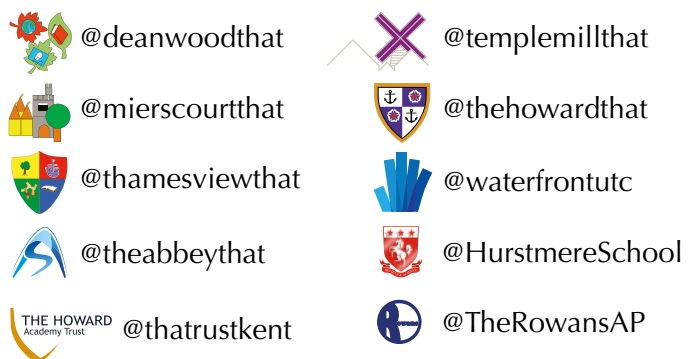 @deanwoodthat
@templemillthat
@mierscourtthat
@thehowardthat
@thamesviewthat
@waterfrontutc
@theabbeythat
@HurstmereSchool
THE HOWARD
Academy Trust
@thatrustkent
@TheRowansAP